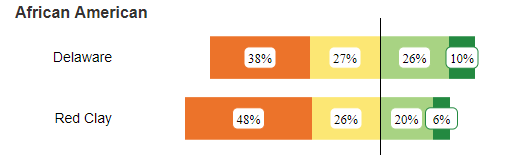 African American
Delaware 38% 27% 26% 10%
Red Clay 48% 26% 20% 6%